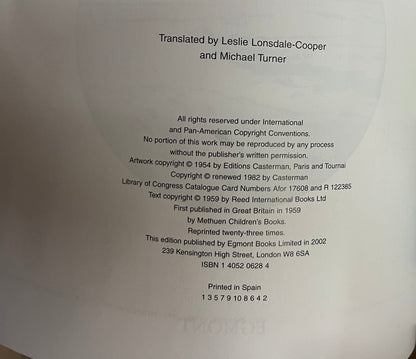 Translated by Leslie Lonsdale-Cooper
and Michael Turner
All rights reserved under International
and Pan-American Copyright Conventions.
No portion of this work may be reproduced by any process
without the publisher's written permission.
Artwork copyright © 1954 by Editions Casterman, Paris and Tournai
Copyright © renewed 1982 by Casterman
Library of Congress Catalogue Card Numbers Afor 17608 and R 122385
Text copyright © 1959 by Reed International Books Ltd
First published in Great Britain in 1959
by Methuen Children's Books.
Reprinted twenty-three times.
This edition published by Egmont Books Limited in 2002
239 Kensington High Street, London W8 6SA
ISBN 1 4052 0628 4
Printed in Spain
1 3 5 7 9 10 8 6 4 2
EGMONT